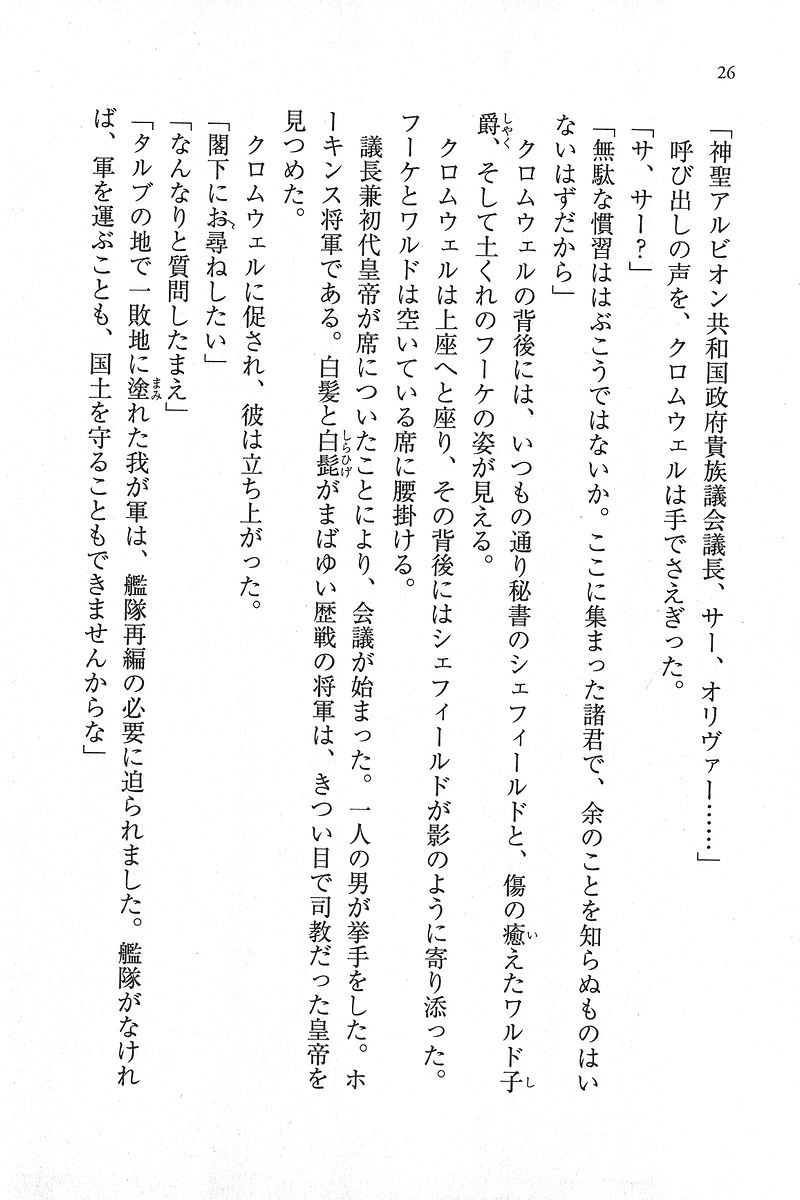 26
「神聖アルビオン共和国政府貴族議会議長、サー、オリヴァー……」
呼び出しの声を、クロムウェルは手でさえぎった。
「サ、サー？」
「無駄な慣習ははぶこうではないか。ここに集まった諸君で、余のことを知らぬものはい
ないはずだから」
クロムウェルの背後には、いつもの通り秘書のシェフィールドと、傷の癒えたワルド子
爵、そして土くれのフーケの姿が見える。
クロムウェルは上座へと座り、その背後にはシェフィールドが影のように寄り添った。
フーケとワルドは空いている席に腰掛ける。
議長兼初代皇帝が席についたことにより、会議が始まった。一人の男が挙手をした。ホ
ーキンス将軍である。白髪と白髭がまばゆい歴戦の将軍は、きつい目で司教だった皇帝を
見つめた。
クロムウェルに促され、彼は立ち上がった。
「閣下にお尋ねしたい」
「なんなりと質問したまえ」
「タルブの地で一敗地に塗れた我が軍は、艦隊再編の必要に迫られました。艦隊がなけれ
ば、軍を運ぶことも、国土を守ることもできませんからな」